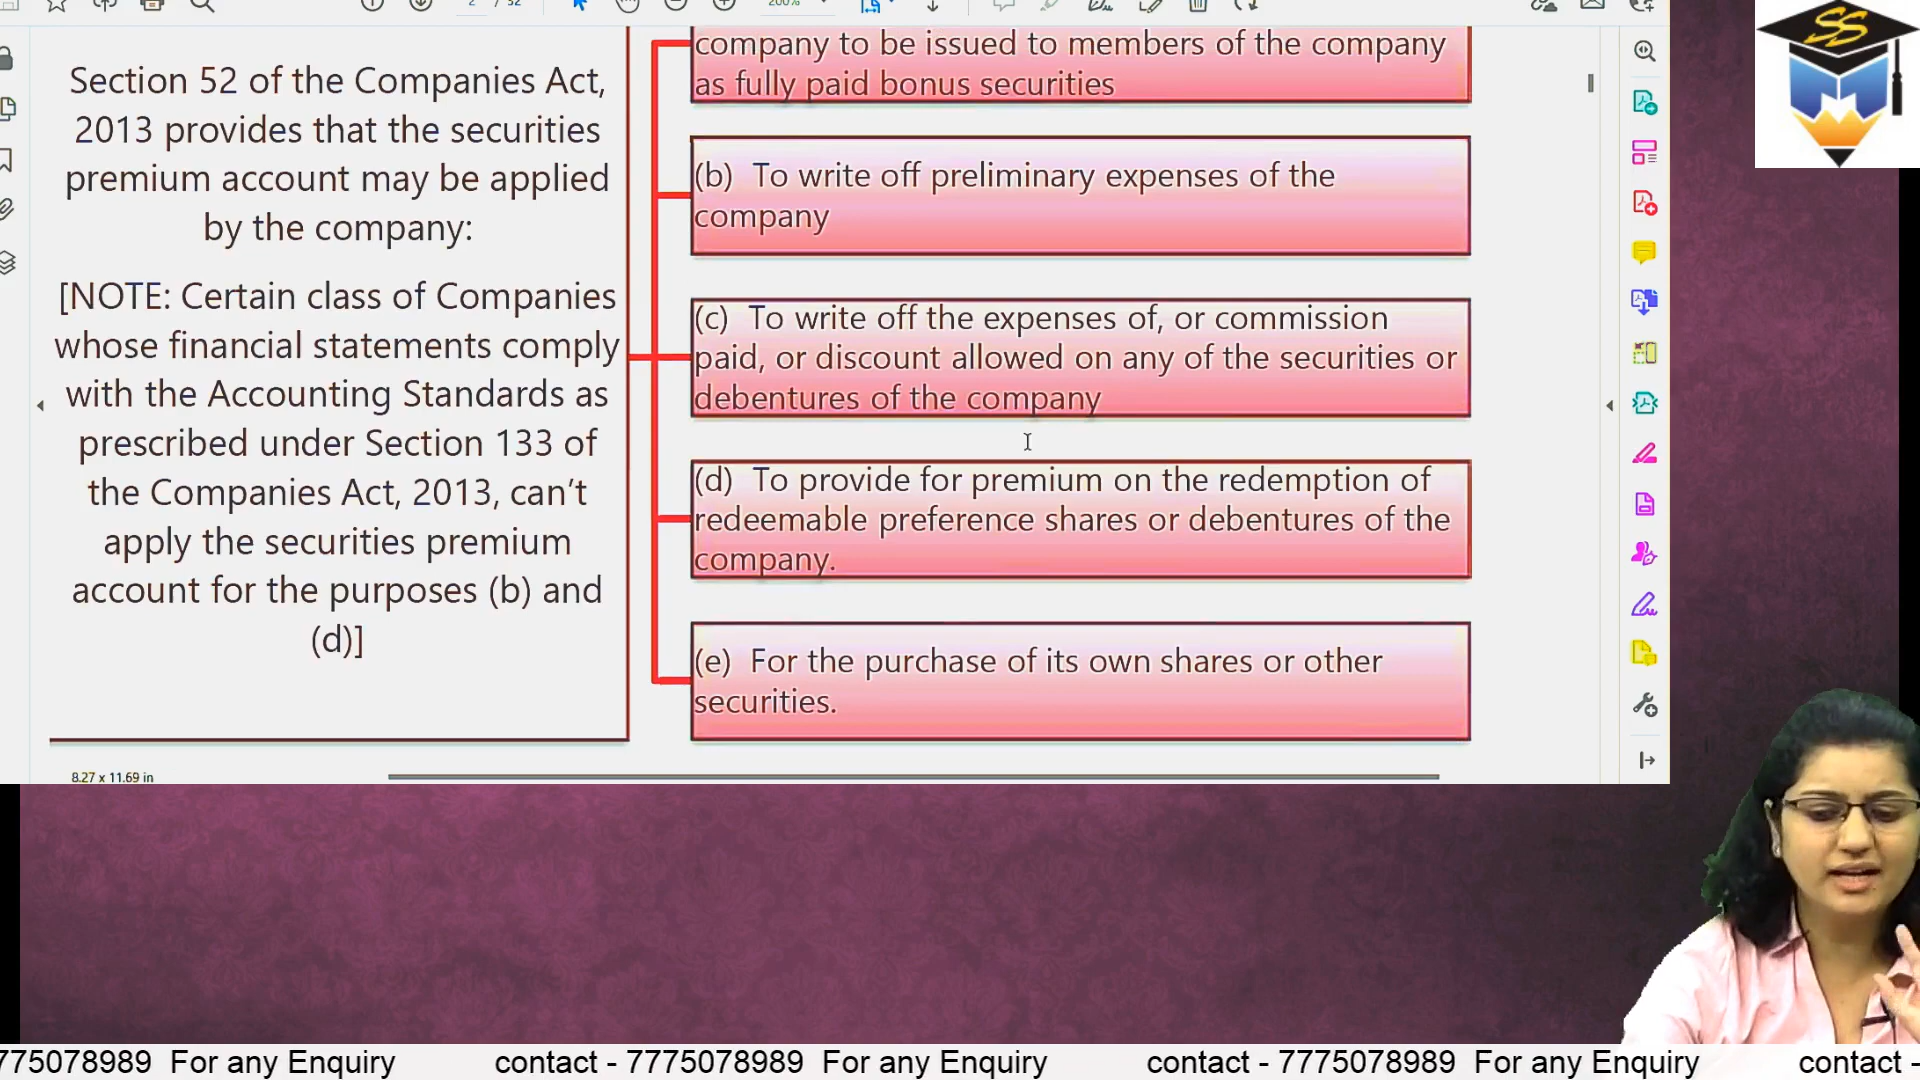 2 / 52
200%
SS
M
Section 52 of the Companies Act,
2013 provides that the securities
premium account may be applied
by the company:
[NOTE: Certain class of Companies
whose financial statements comply
with the Accounting Standards as
prescribed under Section 133 of
the Companies Act, 2013, can't
apply the securities premium
account for the purposes (b) and
(d)]
company to be issued to members of the company
as fully paid bonus securities
(b) To write off preliminary expenses of the
company
(c) To write off the expenses of, or commission
paid, or discount allowed on any of the securities or
debentures of the company
(d) To provide for premium on the redemption of
redeemable preference shares or debentures of the
company.
(e) For the purchase of its own shares or other
securities.
8.27 x 11.69 in
775078989 For any Enquiry contact - 7775078989 For any Enquiry contact - 7775078989 For any Enquiry contact -